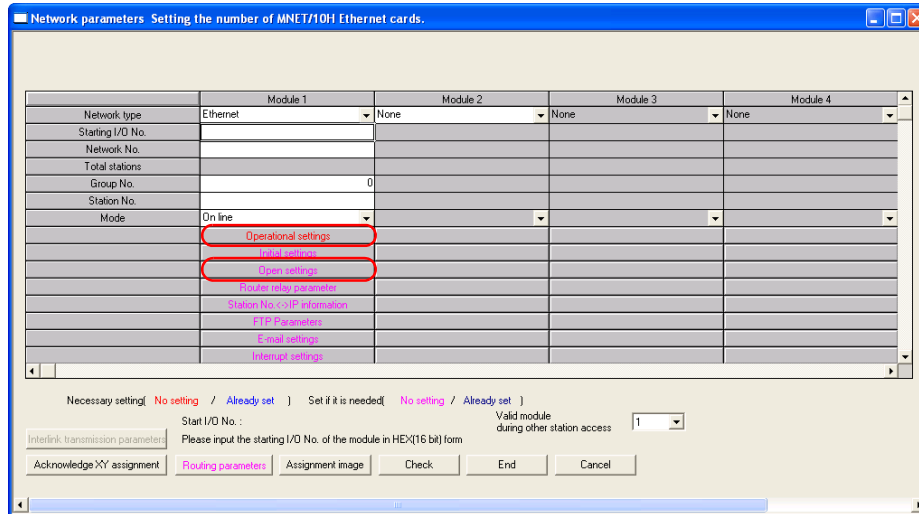 Network parameters Setting the number of MNET/10H Ethernet cards.
Module 1 Module 2 Module 3 Module 4
Network type Ethernet None None None
Starting I/O No.
Network No.
Total stations
Group No. 0
Station No.
Mode On line
Operational settings
Initial settings
Open settings
Router relay parameter
Station No.<->IP information
FTP Parameters
E-mail settings
Interrupt settings
Necessary setting( No setting / Already set ) Set if it is needed( No setting / Already set )
Start I/O No. : Valid module during other station access 1
Interlink transmission parameters Please input the starting I/O No. of the module in HEX(16 bit) form
Acknowledge XY assignment Routing parameters Assignment image Check End Cancel